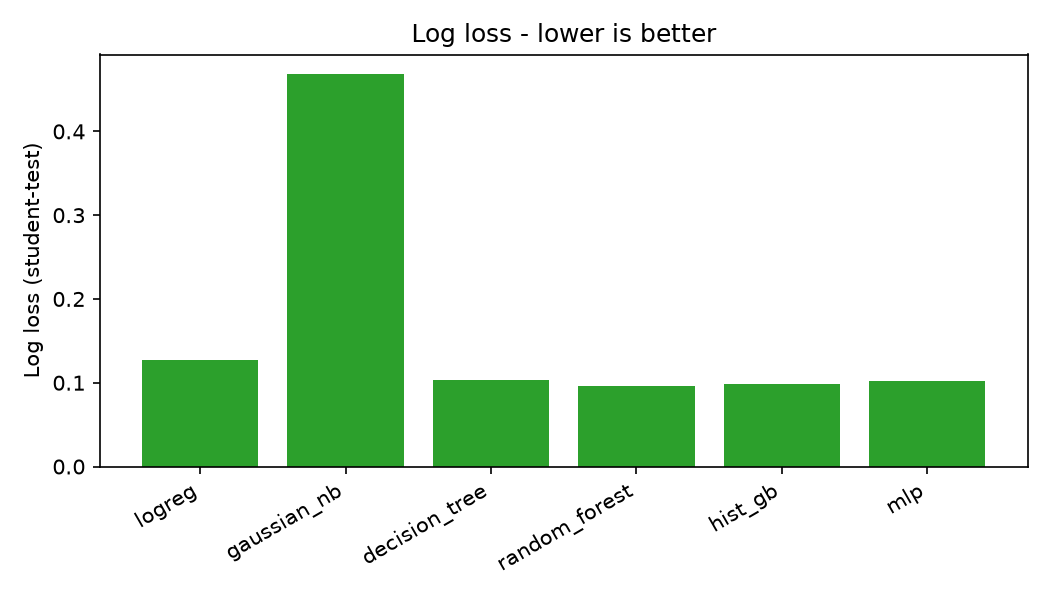 Log loss - lower is better
Log loss (student-test)
0.4
0.3
0.2
0.1
0.0
logreg
gaussian_nb
decision_tree
random_forest
hist_gb
mlp